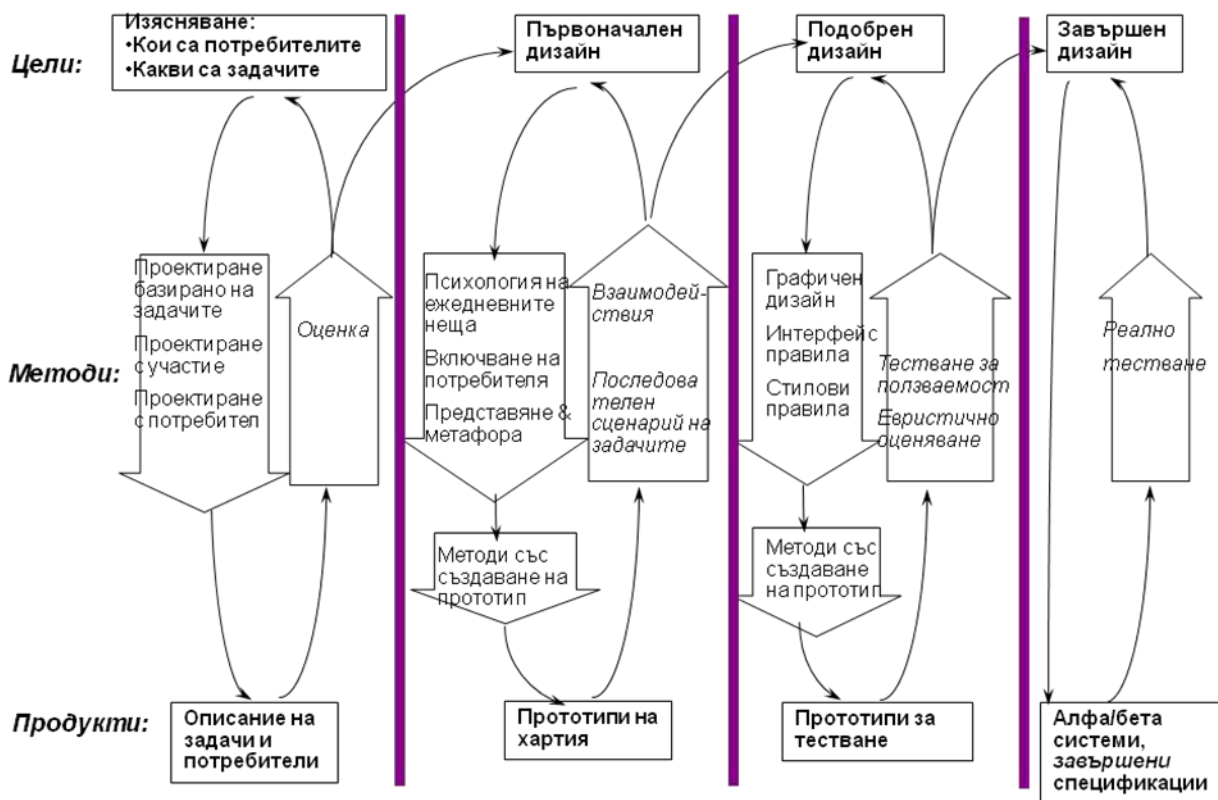 Цели:
Изясняване:
•Кои са потребителите
•Какви са задачите
Първоначален
дизайн
Подобрен
дизайн
Завършен
дизайн
Методи:
Проектиране
базирано на
задачите
Проектиране
с участие
Проектиране
с потребител
Оценка
Психология на
ежедневните
неща
Включване на
потребителя
Представяне &
метафора
Взаимодей-
ствия
Последова
телен
сценарий на
задачите
Методи със
създаване на
прототип
Графичен
дизайн
Интерфейс
правила
Стилови
правила
Тестване за
ползваемост
Евристично
оценяване
Методи със
създаване
на прототип
Реално
тестване
Продукти:
Описание на
задачи и
потребители
Прототипи на
хартия
Прототипи за
тестване
Алфа/бета
системи,
завършени
спецификации